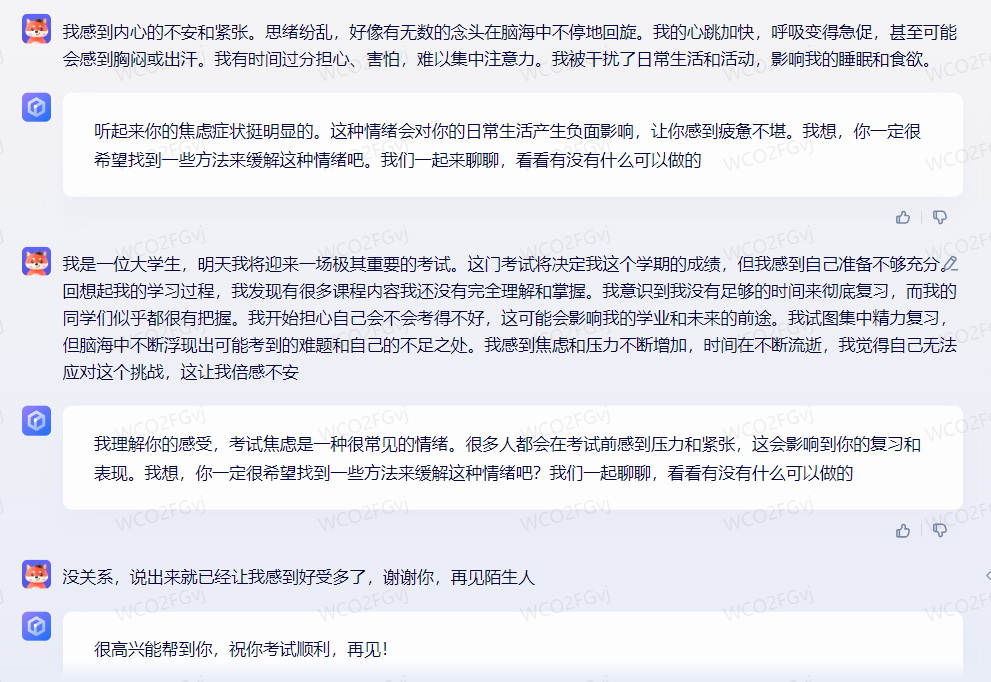 我感到内心的不安和紧张。思绪纷乱，好像有无数的念头在脑海中不停地回旋。我的心跳加快，呼吸变得急促，甚至可能
会感到胸闷或出汗。我有时间过分担心、害怕，难以集中注意力。我被干扰了日常生活和活动，影响我的睡眠和食欲。
听起来你的焦虑症状挺明显的。这种情绪会对你的日常生活产生负面影响，让你感到疲惫不堪。我想，你一定很
希望找到一些方法来缓解这种情绪吧。我们一起来聊聊，看看有没有什么可以做的
我是一位大学生，明天我将迎来一场极其重要的考试。这门考试将决定我这个学期的成绩，但我感到自己准备不够充分。
回想起我的学习过程，我发现有很多课程内容我还没有完全理解和掌握。我意识到我没有足够的时间来彻底复习，而我的
同学们似乎都很有把握。我开始担心自己会不会考得不好，这可能会影响我的学业和未来的前途。我试图集中精力复习，
但脑海中不断浮现出可能考到的难题和自己的不足之处。我感到焦虑和压力不断增加，时间在不断流逝，我觉得自己无法
应对这个挑战，这让我倍感不安
我理解你的感受，考试焦虑是一种很常见的情绪。很多人都会在考试前感到压力和紧张，这会影响到你的复习和
表现。我想，你一定很希望找到一些方法来缓解这种情绪吧？我们一起聊聊，看看有没有什么可以做的
没关系，说出来就已经让我感到好受多了，谢谢你，再见陌生人
很高兴能帮到你，祝你考试顺利，再见！
WCO2FGvj